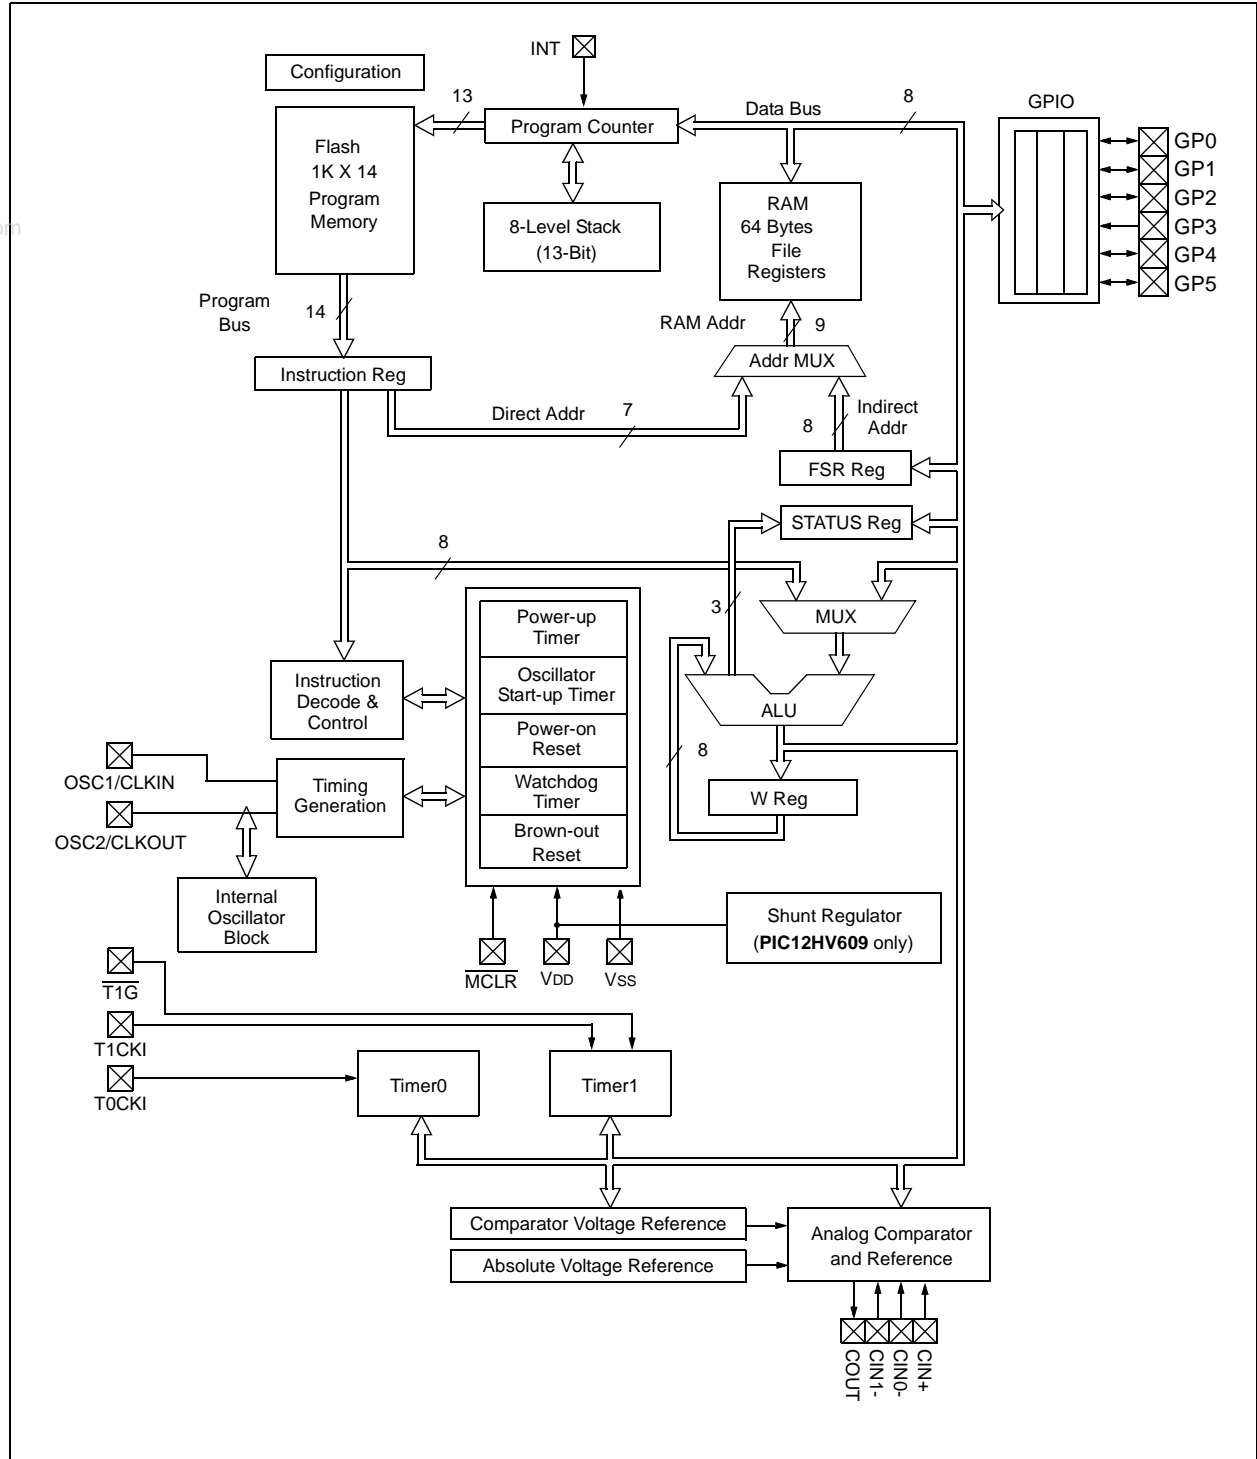 INT
Configuration
13
Data Bus
8
GPIO
Program Counter
Flash
1K X 14
Program
Memory
8-Level Stack
(13-Bit)
RAM
64 Bytes
File
Registers
GP0
GP1
GP2
GP3
GP4
GP5
om
Program
Bus
14
RAM Addr
9
Addr MUX
Instruction Reg
Direct Addr
7
Indirect
Addr
8
FSR Reg
STATUS Reg
8
3
MUX
Power-up
Timer
Oscillator
Start-up Timer
Power-on
Reset
Watchdog
Timer
Brown-out
Reset
Instruction
Decode &
Control
ALU
8
W Reg
OSC1/CLKIN
Timing
Generation
OSC2/CLKOUT
Internal
Oscillator
Block
Shunt Regulator
(PIC12HV609 only)
MCLR
VDD
VSS
T1G
T1CKI
T0CKI
Timer0
Timer1
Comparator Voltage Reference
Absolute Voltage Reference
Analog Comparator
and Reference
COUT
CIN1-
CIN0-
CIN+